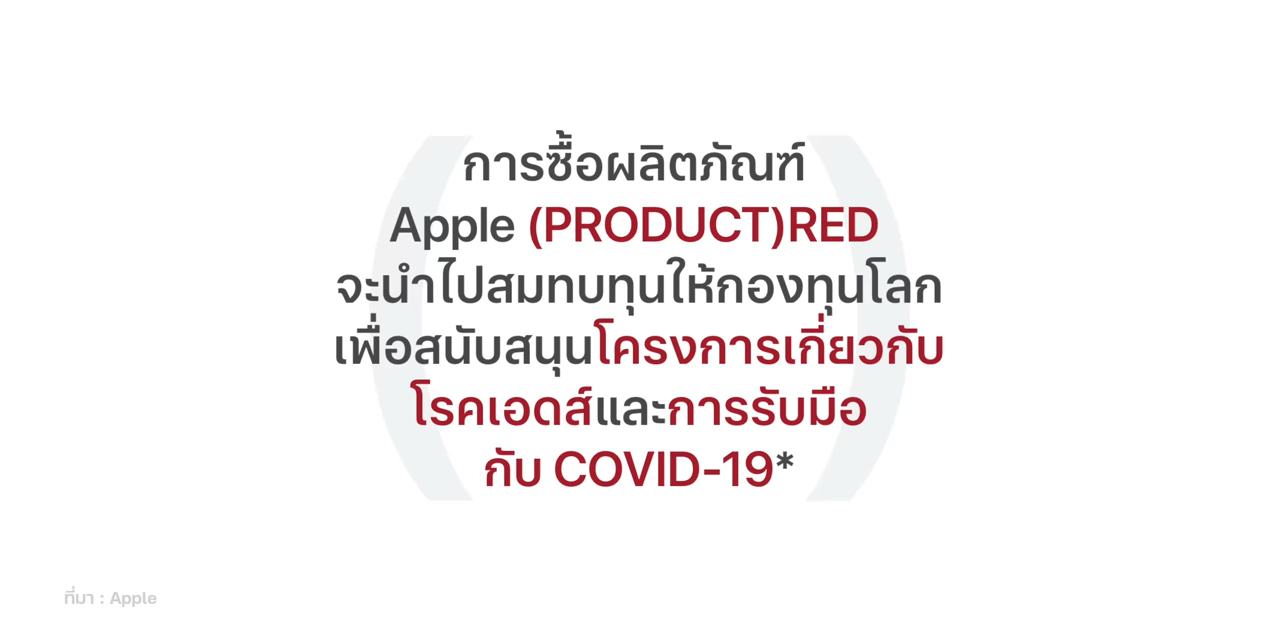 การซื้อผลิตภัณฑ์
Apple (PRODUCT)RED
จะนำไปสมทบทุนให้กองทุนโลก
เพื่อสนับสนุนโครงการเกี่ยวกับ
โรคเอดส์และการรับมือ
กับ COVID-19*
ที่มา : Apple